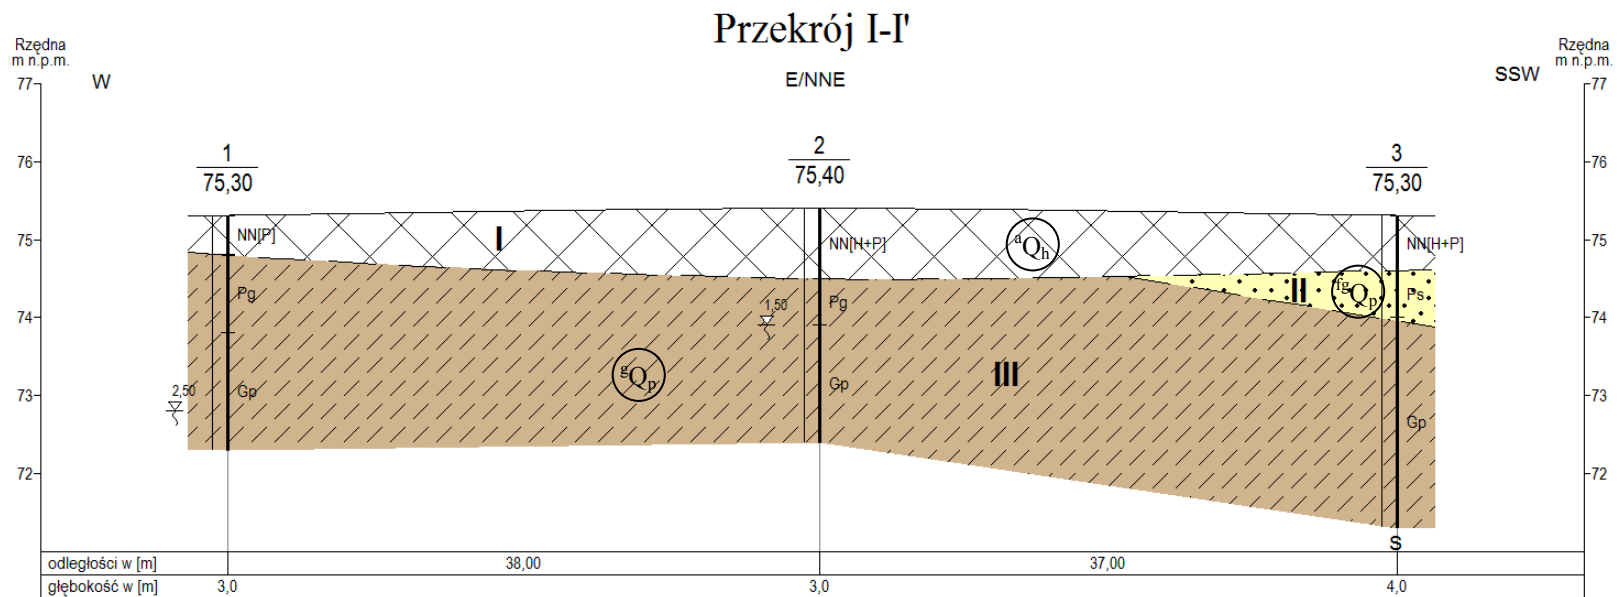 Przekrój I-I'
Rzędna
m n.p.m.
Rzędna
m n.p.m.
W
E/NNE
SSW
77
77
76
76
75
75
74
74
73
73
72
72
1
75,30
2
75,40
3
75,30
NN[P]
I
NN[H+P]
aQh
NN[H+P]
Pg
1,50
Pg
II
fgQp
Ps
2,50
Gp
gQp
Gp
III
Gp
S
odległości w [m]
38,00
37,00
głębokość w [m]
3,0
3,0
4,0